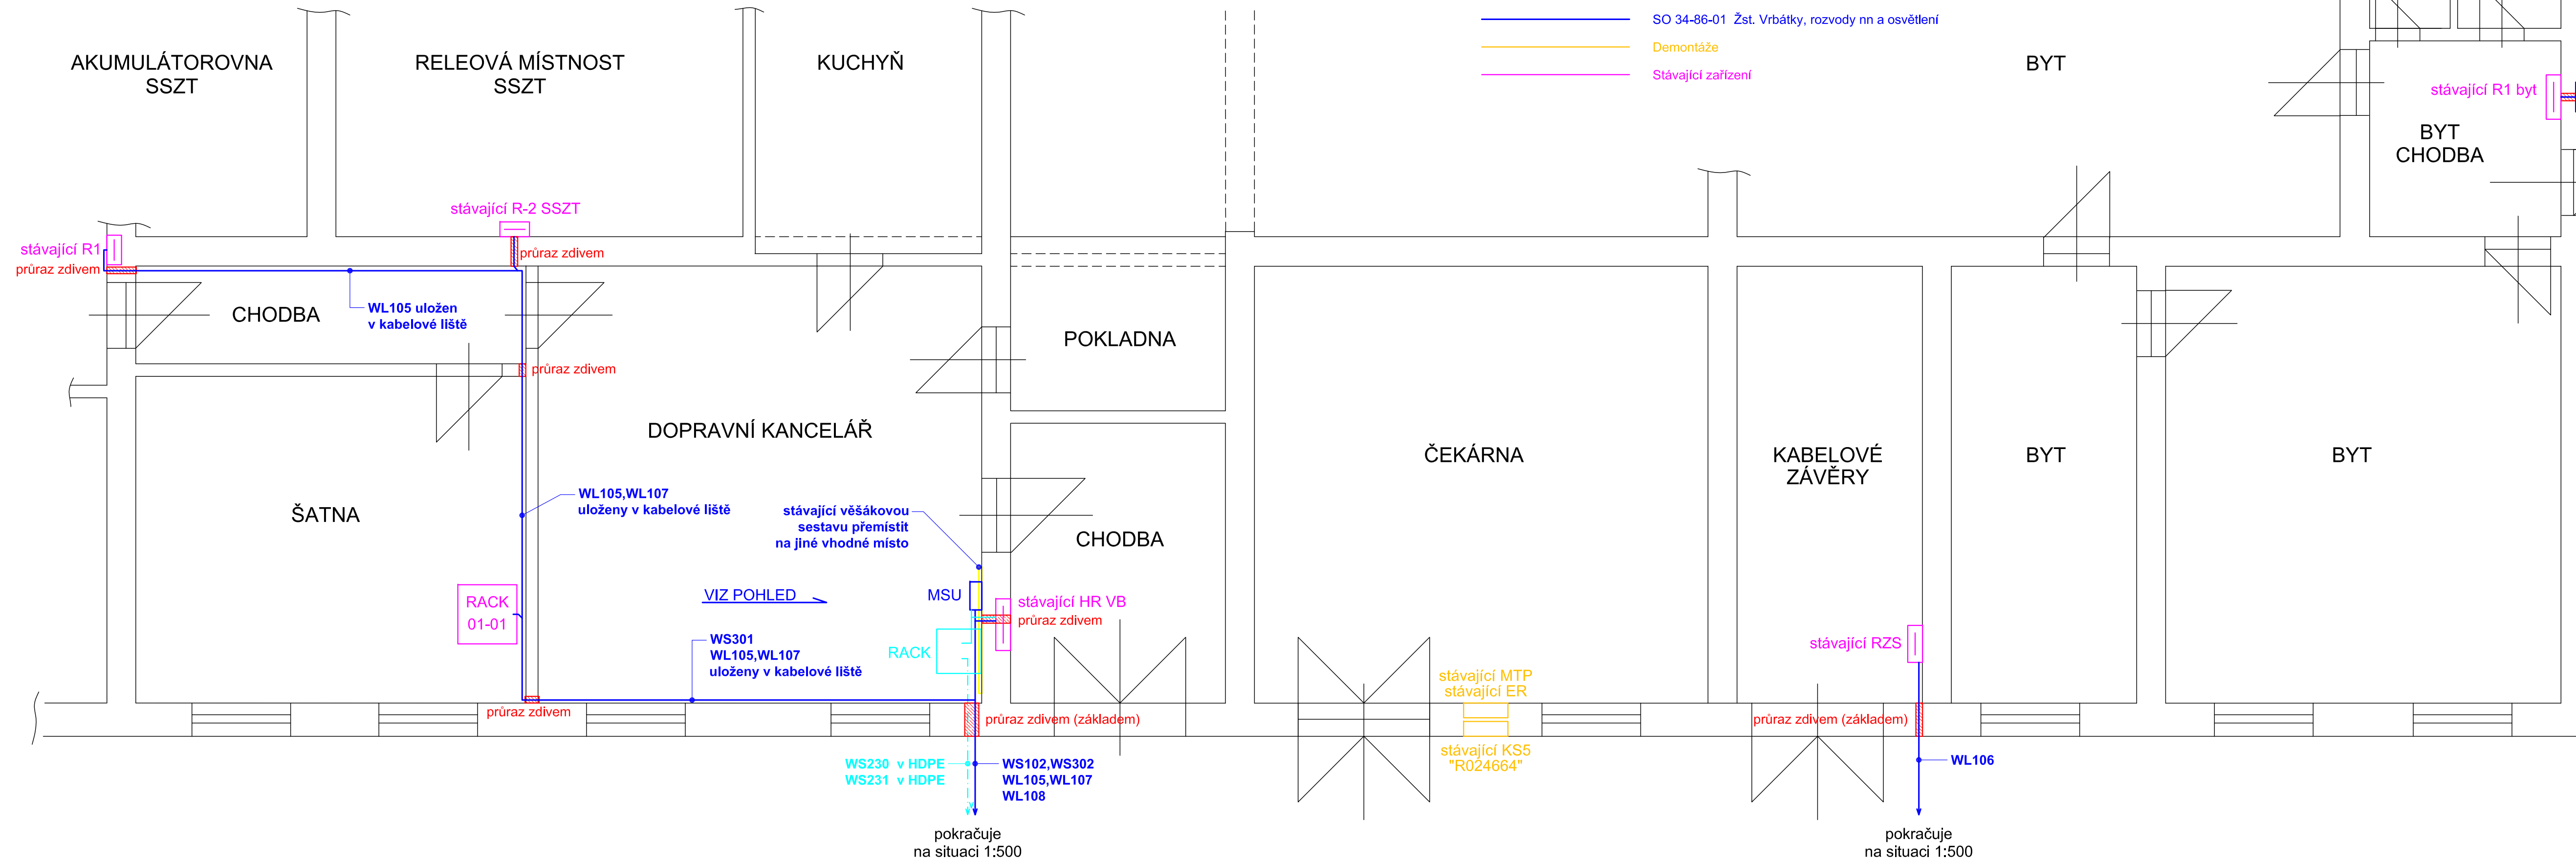 SO 34-86-01 Žst. Vrbátky, rozvody nn a osvětlení
Demontáže
Stávající zařízení
AKUMULÁTOROVNA
SSZT
RELEOVÁ MÍSTNOST
SSZT
KUCHYŇ
BYT
stávající R1 byt
BYT
CHODBA
stávající R-2 SSZT
stávající R1
průraz zdivem
průraz zdivem
CHODBA
WL105 uložen
v kabelové liště
průraz zdivem
POKLADNA
DOPRAVNÍ KANCELÁŘ
ČEKÁRNA
KABELOVÉ
ZÁVĚRY
BYT
BYT
ŠATNA
WL105,WL107
uloženy v kabelové liště
stávající věšákovou
sestavu přemístit
na jiné vhodné místo
CHODBA
RACK
01-01
VIZ POHLED
MSU
stávající HR VB
průraz zdivem
WS301
WL105,WL107
uloženy v kabelové liště
RACK
stávající RZS
stávající MTP
stávající ER
průraz zdivem
průraz zdivem (základem)
průraz zdivem (základem)
stávající KS5
"R024664"
WS230 v HDPE
WS231 v HDPE
WS102,WS302
WL105,WL107
WL108
WL106
pokračuje
na situaci 1:500
pokračuje
na situaci 1:500